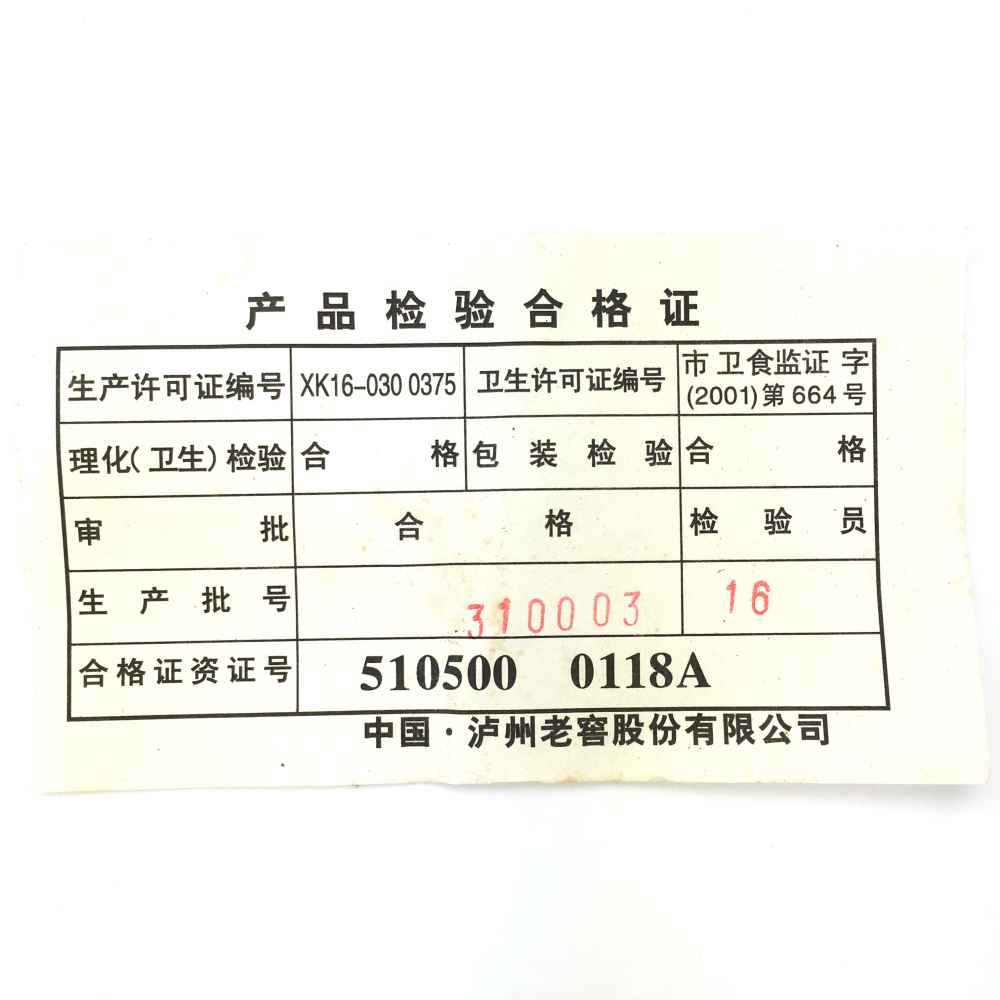 产品检验合格证
生产许可证编号 XK16-030 0375 卫生许可证编号 市卫食监证字
(2001)第664号
理化(卫生)检验 合格 包装检验 合格
审批 合格 检验员
生产批号 310003 16
合格证资证号 510500 0118A
中国·泸州老窖股份有限公司